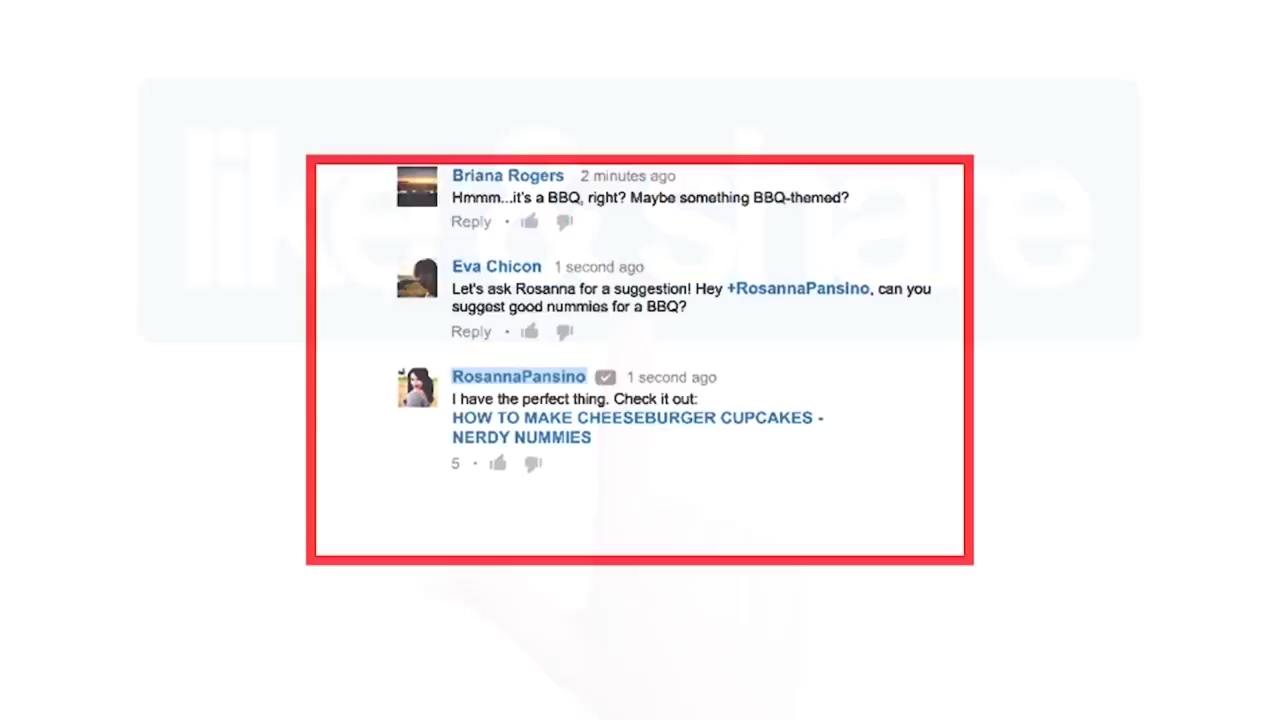 like & share
Briana Rogers 2 minutes ago
Hmmm...it's a BBQ, right? Maybe something BBQ-themed?
Reply ·
Eva Chicon 1 second ago
Let's ask Rosanna for a suggestion! Hey +RosannaPansino, can you
suggest good nummies for a BBQ?
Reply ·
RosannaPansino 1 second ago
I have the perfect thing. Check it out:
HOW TO MAKE CHEESEBURGER CUPCAKES -
NERDY NUMMIES
5 ·